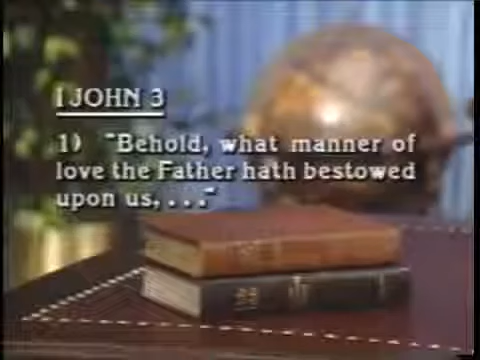 I JOHN 3
1) "Behold, what manner of
love the Father hath bestowed
upon us, . . ."